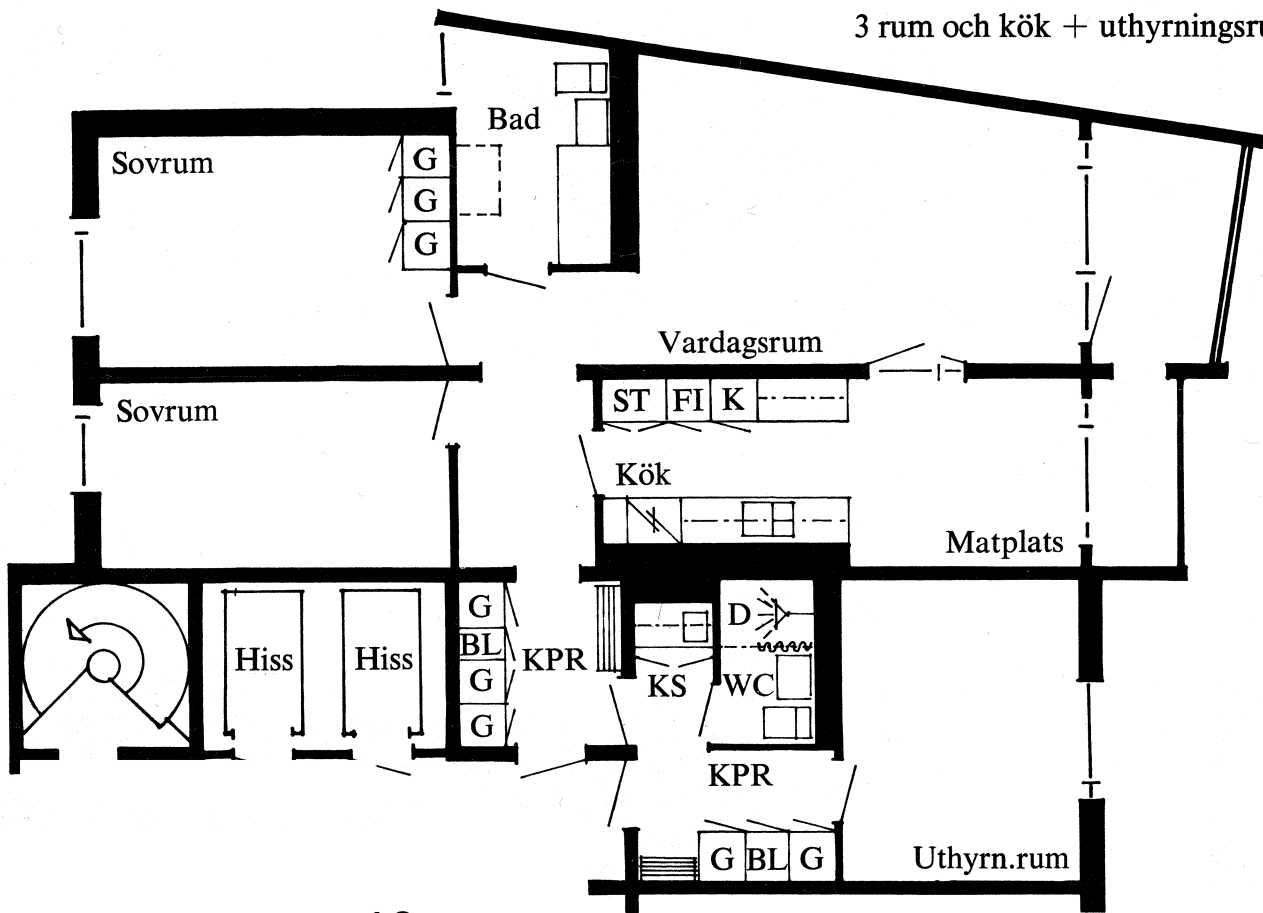 3 rum och kök + uthyrningsru
Bad
Sovrum
G
G
G
Vardagsrum
Sovrum
ST FI K
Kök
Matplats
G
BL
G
G
KPR
Hiss
Hiss
D
KS
WC
KPR
G BL G
Uthyrn.rum